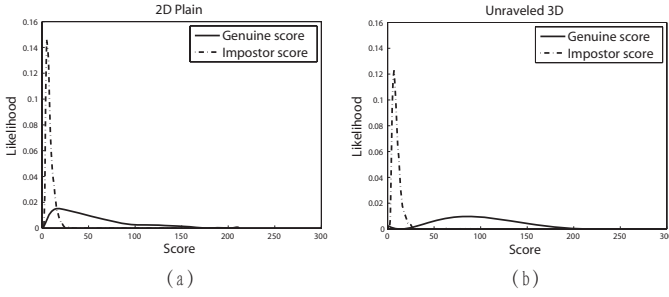 2D Plain
0.16
0.14
0.12
0.1
0.08
0.06
0.04
0.02
0
Likelihood
Genuine score
Impostor score
0 50 100 150 200 250 300
Score
(a)
Unraveled 3D
0.16
0.14
0.12
0.1
0.08
0.06
0.04
0.02
0
Likelihood
Genuine score
Impostor score
0 50 100 150 200 250 300
Score
(b)